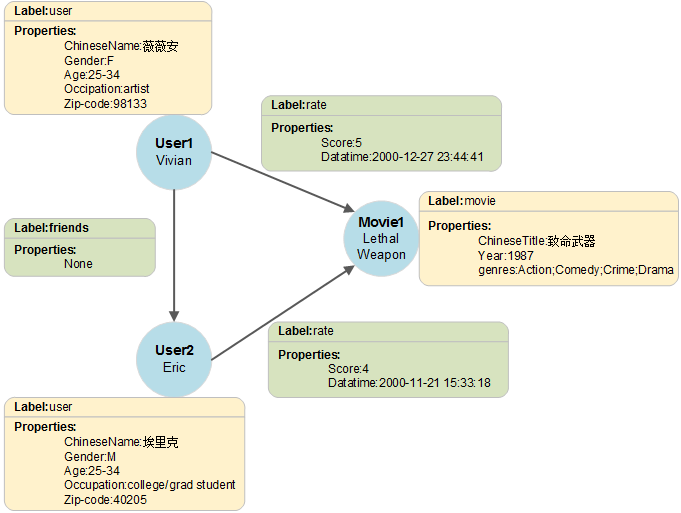 Label:user
Properties:
ChineseName:薇薇安
Gender:F
Age:25-34
Occipation:artist
Zip-code:98133
Label:rate
Properties:
Score:5
Datatime:2000-12-27 23:44:41
User1
Vivian
Label:movie
Properties:
ChineseTitle:致命武器
Year:1987
genres:Action;Comedy;Crime;Drama
Movie1
Lethal
Weapon
Label:friends
Properties:
None
Label:rate
Properties:
Score:4
Datatime:2000-11-21 15:33:18
User2
Eric
Label:user
Properties:
ChineseName:埃里克
Gender:M
Age:25-34
Occupation:college/grad student
Zip-code:40205